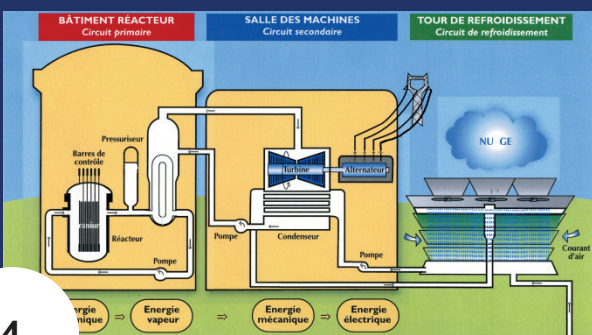 BÂTIMENT RÉACTEUR
Circuit primaire
SALLE DES MACHINES
Circuit secondaire
TOUR DE REFROIDISSEMENT
Circuit de refroidissement
Pressuriseur
Barres de
contrôle
Réacteur
Pompe
Turbine
Alternateur
Pompe
Condenseur
Pompe
NU GE
Courant
d'air
Energie
vapeur
Energie
mécanique
Energie
électrique
4